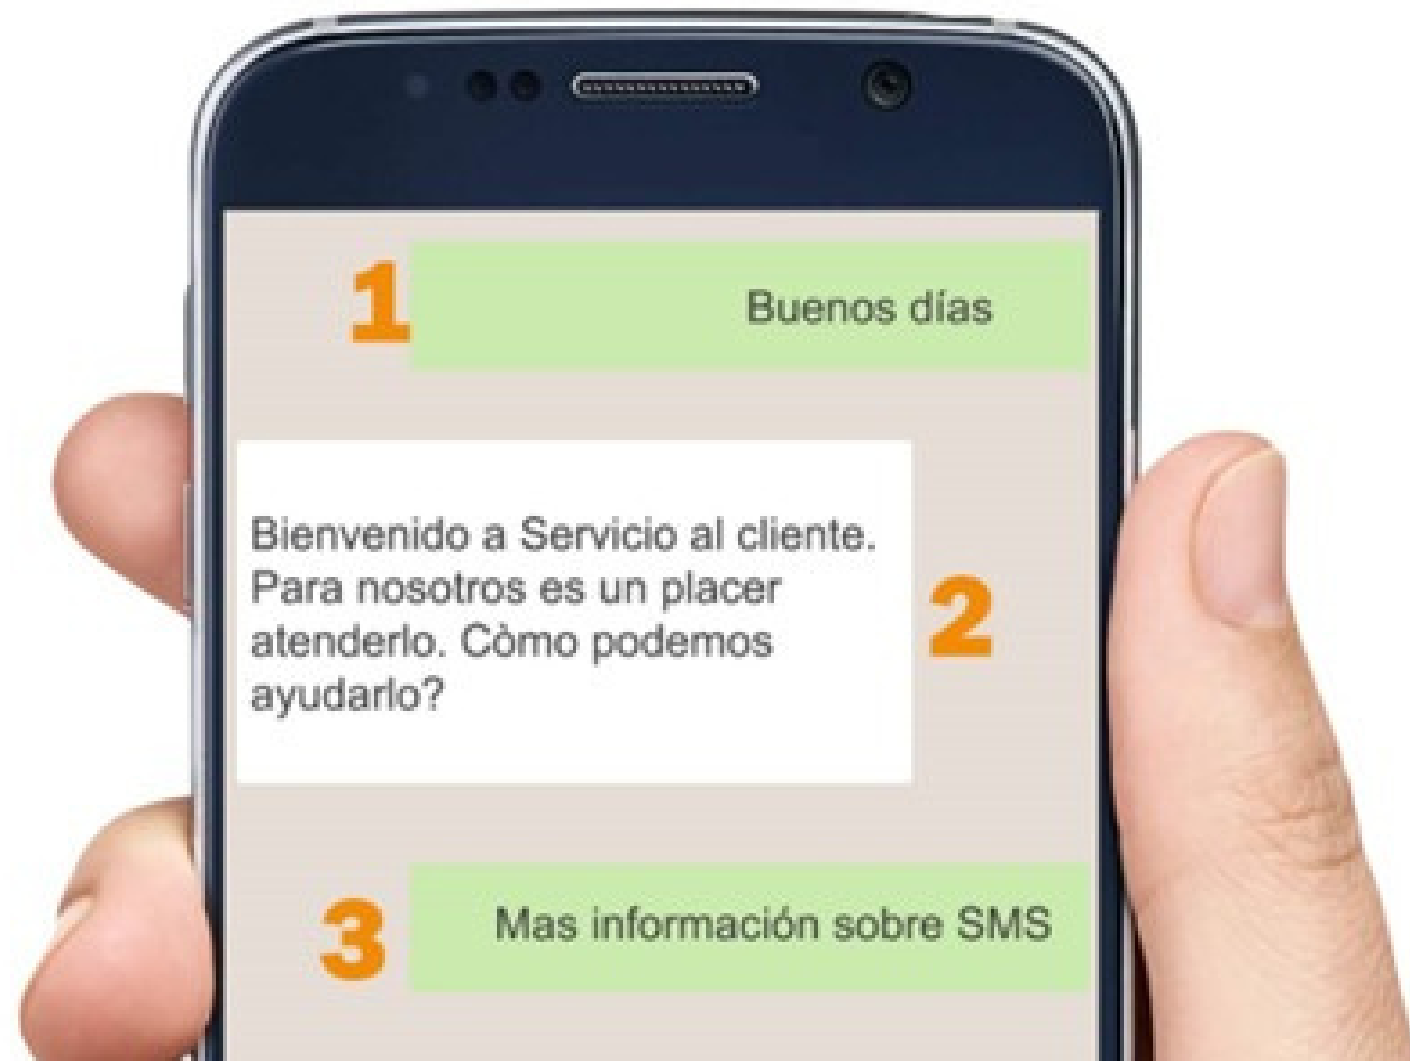 1
Buenos días
Bienvenido a Servicio al cliente.
Para nosotros es un placer
atenderlo. Còmo podemos
ayudarlo?
2
3
Mas información sobre SMS